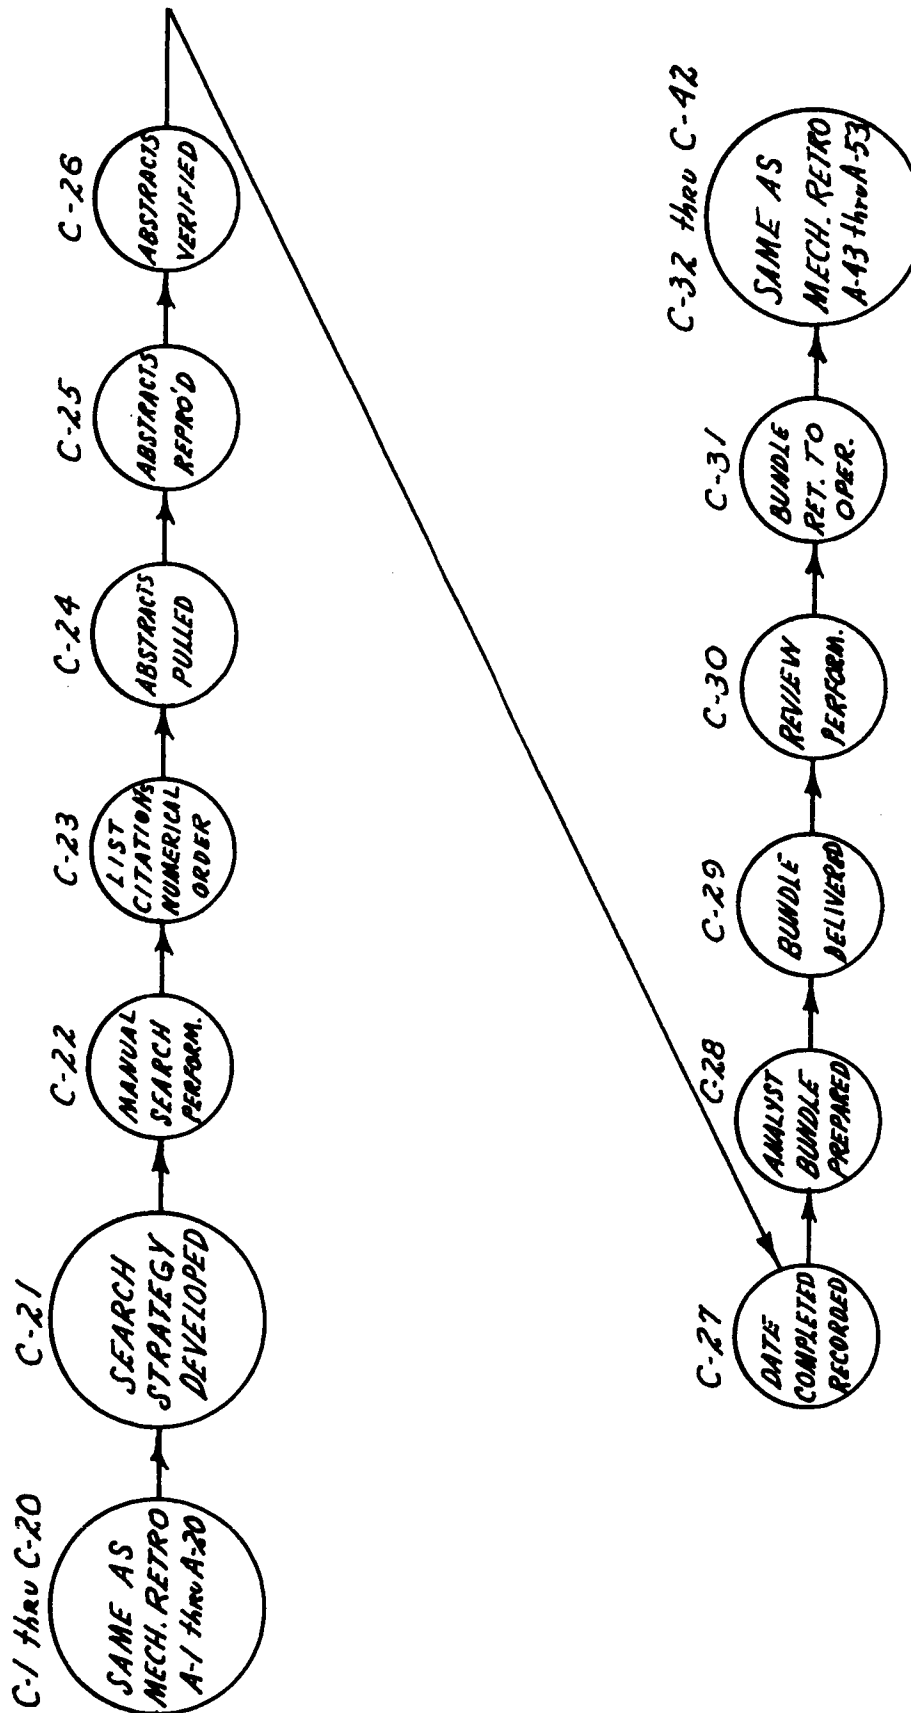 C-1 thru C-20
SAME AS
MECH. RETRO
A-1 thru A-20
C-21
SEARCH
STRATEGY
DEVELOPED
C-22
MANUAL
SEARCH
PERFORM.
C-23
LIST
CITATIONS
NUMERICAL
ORDER
C-24
ABSTRACTS
PULLED
C-25
ABSTRACTS
REPRO'D
C-26
ABSTRACTS
VERIFIED
C-27
DATE
COMPLETED
RECORDED
C-28
ANALYST
BUNDLE
PREPARED
C-29
BUNDLE
DELIVERED
C-30
REVIEW
PERFORM.
C-31
BUNDLE
RET. TO
OPER.
C-32 thru C-42
SAME AS
MECH. RETRO
A-43 thru A-53